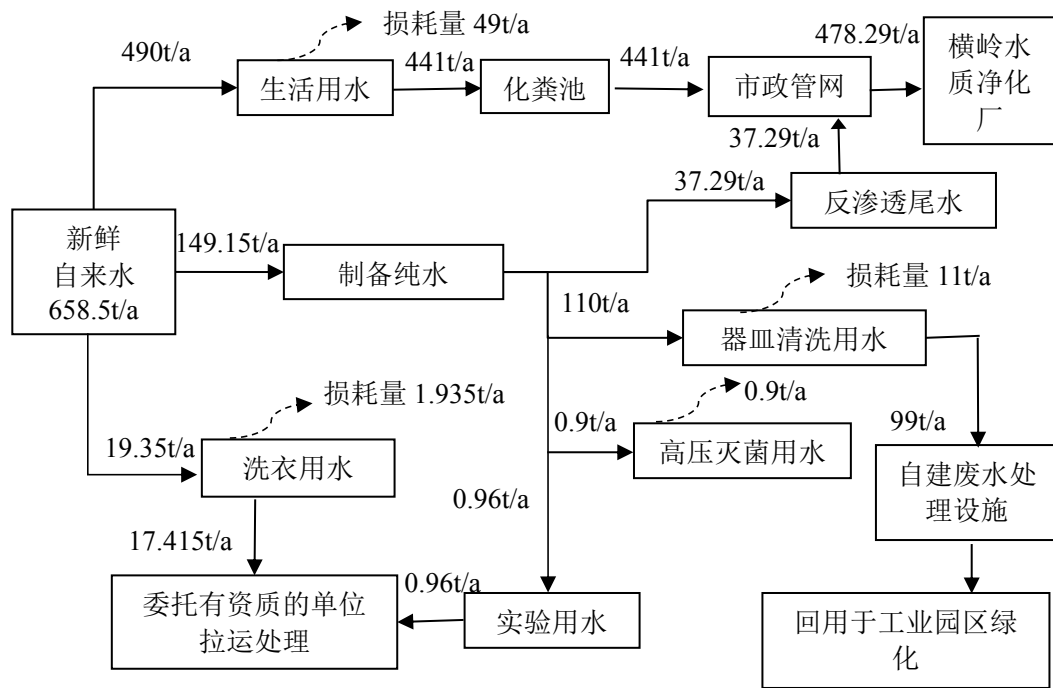 损耗量 49t/a
490t/a
生活用水
441t/a
化粪池
441t/a
市政管网
478.29t/a
横岭水
质净化
厂
37.29t/a
37.29t/a
反渗透尾水
新鲜
自来水
658.5t/a
149.15t/a
制备纯水
损耗量 11t/a
110t/a
器皿清洗用水
损耗量 1.935t/a
0.9t/a
19.35t/a
洗衣用水
0.9t/a
高压灭菌用水
99t/a
自建废水处
理设施
0.96t/a
17.415t/a
委托有资质的单位
拉运处理
0.96t/a
实验用水
回用于工业园区绿
化